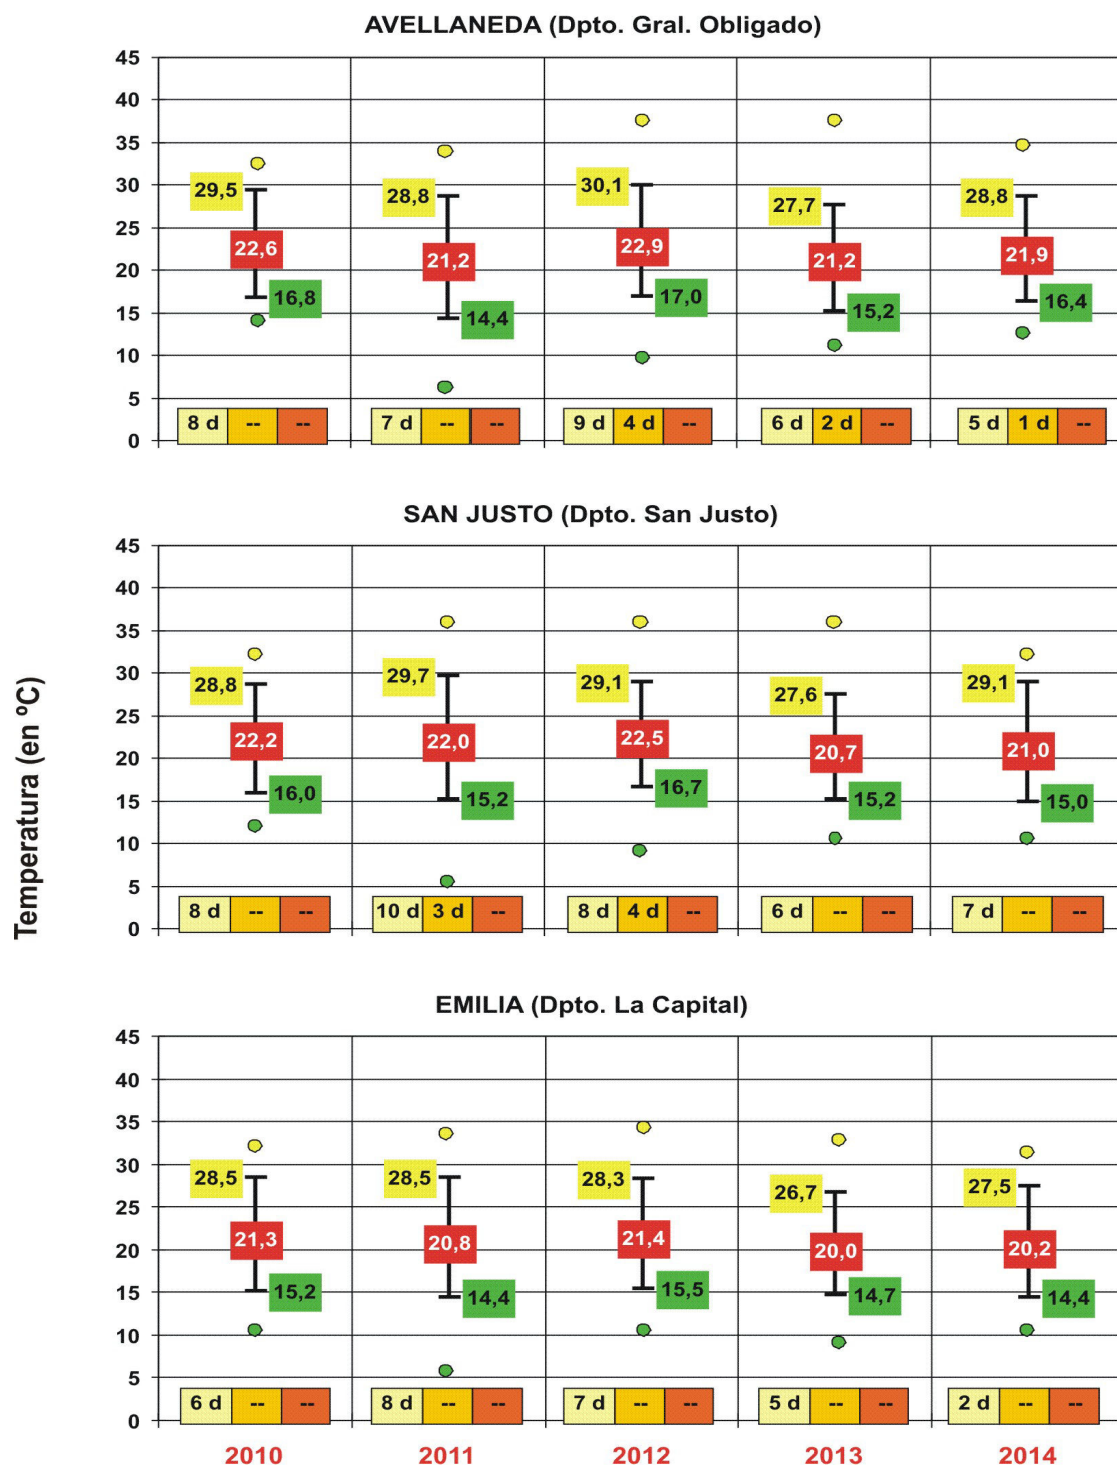 AVELLANEDA (Dpto. Gral. Obligado)
45
40
35
30
25
20
15
10
5
0
29,5 28,8 30,1 27,7 28,8
22,6 21,2 22,9 21,2 21,9
16,8 14,4 17,0 15,2 16,4
8 d -- -- 7 d -- -- 9 d 4 d -- 6 d 2 d -- 5 d 1 d --
Temperatura (en ºC)
SAN JUSTO (Dpto. San Justo)
45
40
35
30
25
20
15
10
5
0
28,8 29,7 29,1 27,6 29,1
22,2 22,0 22,5 20,7 21,0
16,0 15,2 16,7 15,2 15,0
8 d -- -- 10 d 3 d -- 8 d 4 d -- 6 d -- -- 7 d -- --
EMILIA (Dpto. La Capital)
45
40
35
30
25
20
15
10
5
0
28,5 28,5 28,3 26,7 27,5
21,3 20,8 21,4 20,0 20,2
15,2 14,4 15,5 14,7 14,4
6 d -- -- 8 d -- -- 7 d -- -- 5 d -- -- 2 d -- --
2010 2011 2012 2013 2014